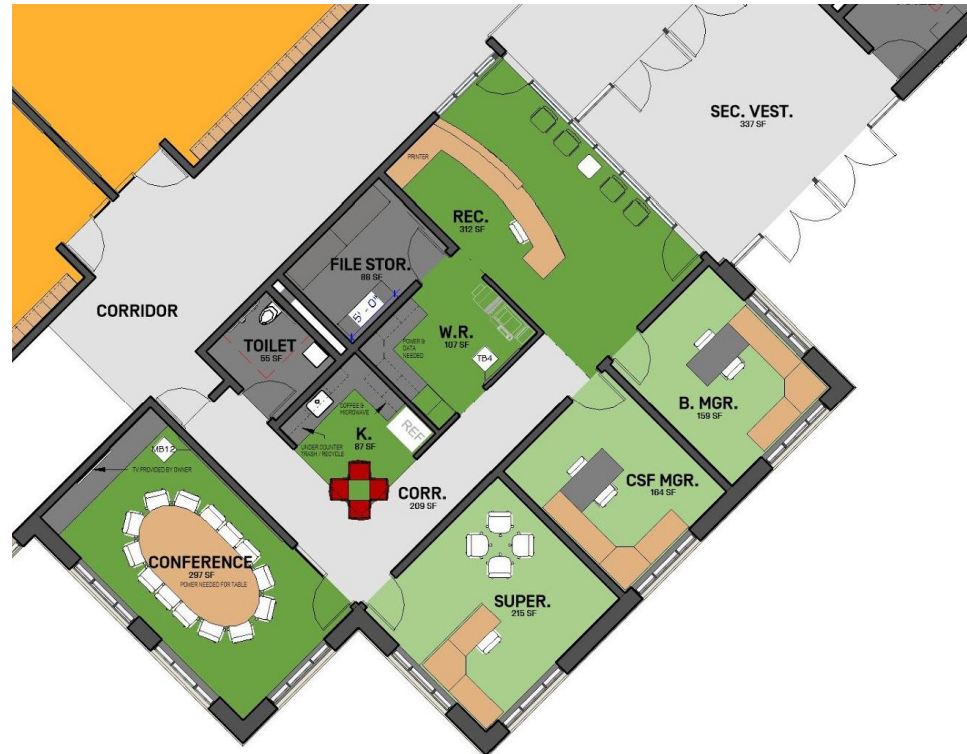 SEC. VEST.
337 SF
PRINTER
REC.
312 SF
FILE STOR.
88 SF
5' - 0"
CORRIDOR
TOILET
55 SF
W.R.
107 SF
POWER &
DATA
NEEDED
TB4
B. MGR.
159 SF
COFFEE &
MICROWAVE
REF
K.
87 SF
UNDER COUNTER
TRASH / RECYCLE
CSF MGR.
164 SF
CORR.
209 SF
MB12
TV PROVIDED BY OWNER
CONFERENCE
297 SF
POWER NEEDED FOR TABLE
SUPER.
215 SF